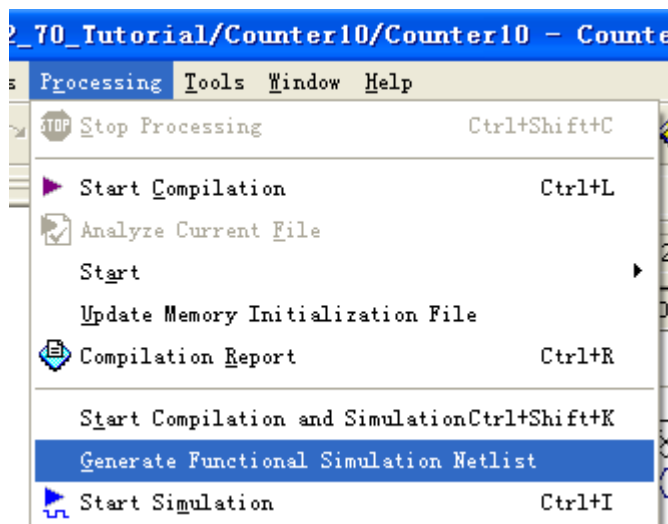 2_70_Tutorial/Counter10/Counter10 - Counte
Processing Tools Window Help
STOP Stop Processing Ctrl+Shift+C
Start Compilation Ctrl+L
Analyze Current File
Start
Update Memory Initialization File
Compilation Report Ctrl+R
Start Compilation and SimulationCtrl+Shift+K
Generate Functional Simulation Netlist
Start Simulation Ctrl+I